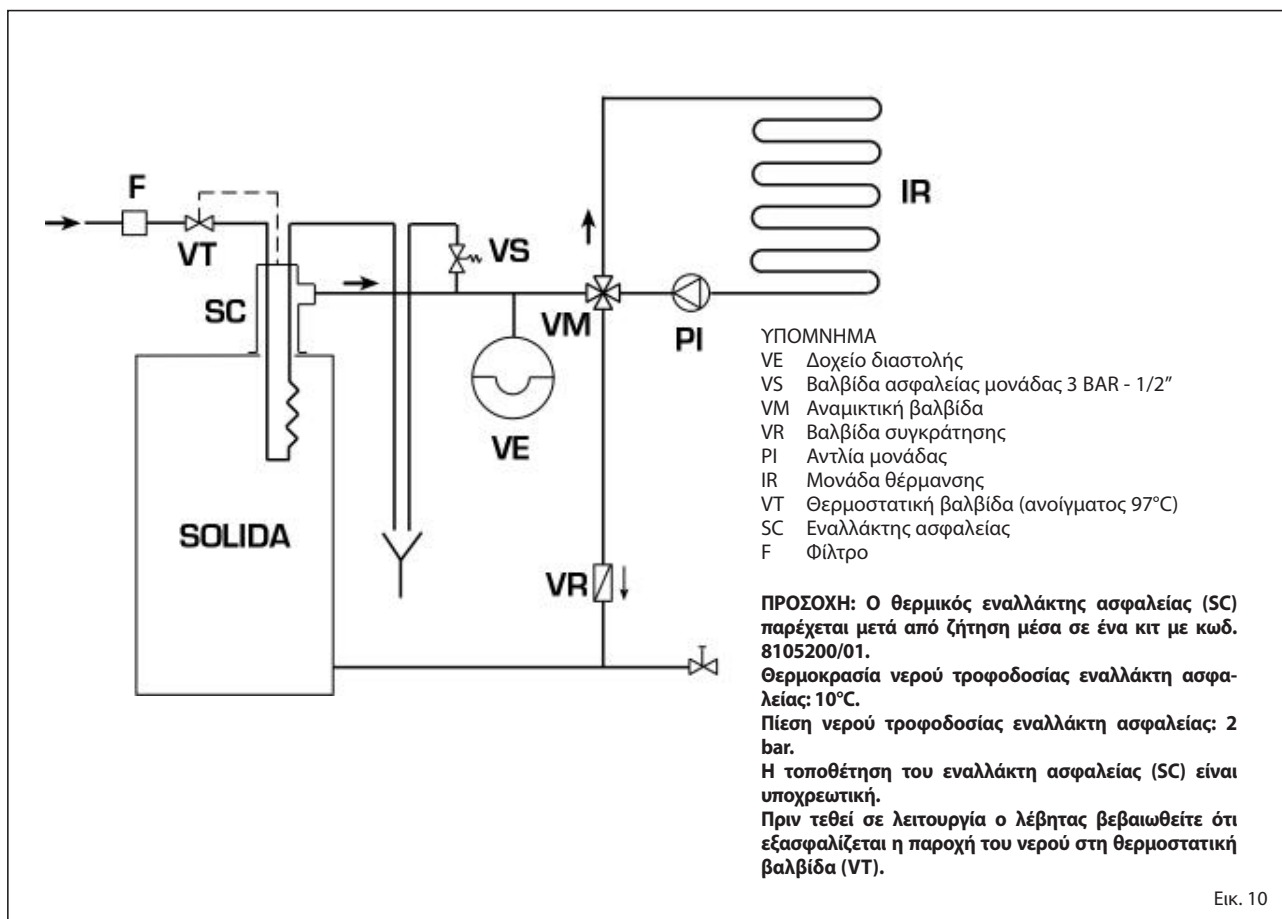 F
IR
VT
VS
SC
VM
PI
VE
SOLIDA
VR
ΥΠΟΜΝΗΜΑ
VE Δοχείο διαστολής
VS Βαλβίδα ασφαλείας μονάδας 3 BAR - 1/2”
VM Αναμικτική βαλβίδα
VR Βαλβίδα συγκράτησης
PI Αντλία μονάδας
IR Μονάδα θέρμανσης
VT Θερμοστατική βαλβίδα (ανοίγματος 97°C)
SC Εναλλάκτης ασφαλείας
F Φίλτρο
ΠΡΟΣΟΧΗ: Ο θερμικός εναλλάκτης ασφαλείας (SC)
παρέχεται μετά από ζήτηση μέσα σε ένα κιτ με κωδ.
8105200/01.
Θερμοκρασία νερού τροφοδοσίας εναλλάκτη ασφα-
λείας: 10°C.
Πίεση νερού τροφοδοσίας εναλλάκτη ασφαλείας: 2
bar.
Η τοποθέτηση του εναλλάκτη ασφαλείας (SC) είναι
υποχρεωτική.
Πριν τεθεί σε λειτουργία ο λέβητας βεβαιωθείτε ότι
εξασφαλίζεται η παροχή του νερού στη θερμοστατική
βαλβίδα (VT).
Εικ. 10